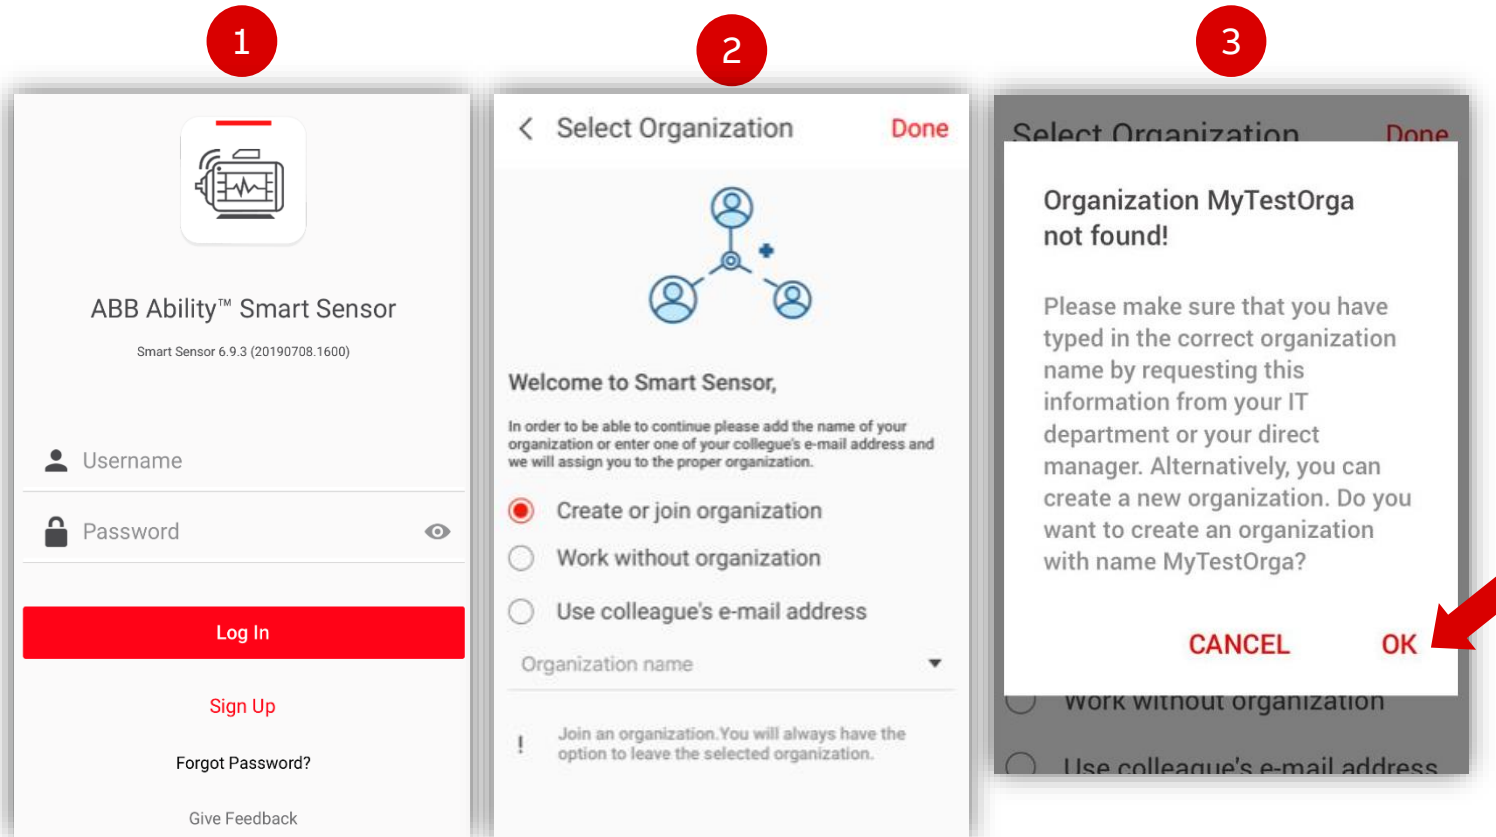 1
ABB Ability™ Smart Sensor
Smart Sensor 6.9.3 (20190708.1600)
Username
Password
Log In
Sign Up
Forgot Password?
Give Feedback
2
Select Organization
Done
Welcome to Smart Sensor,
In order to be able to continue please add the name of your
organization or enter one of your collegue's e-mail address and
we will assign you to the proper organization.
Create or join organization
Work without organization
Use colleague's e-mail address
Organization name
! Join an organization.You will always have the
option to leave the selected organization.
3
Select Organization
Done
Organization MyTestOrga
not found!
Please make sure that you have
typed in the correct organization
name by requesting this
information from your IT
department or your direct
manager. Alternatively, you can
create a new organization. Do you
want to create an organization
with name MyTestOrga?
CANCEL
OK
Work without organization
Use colleague's e-mail address